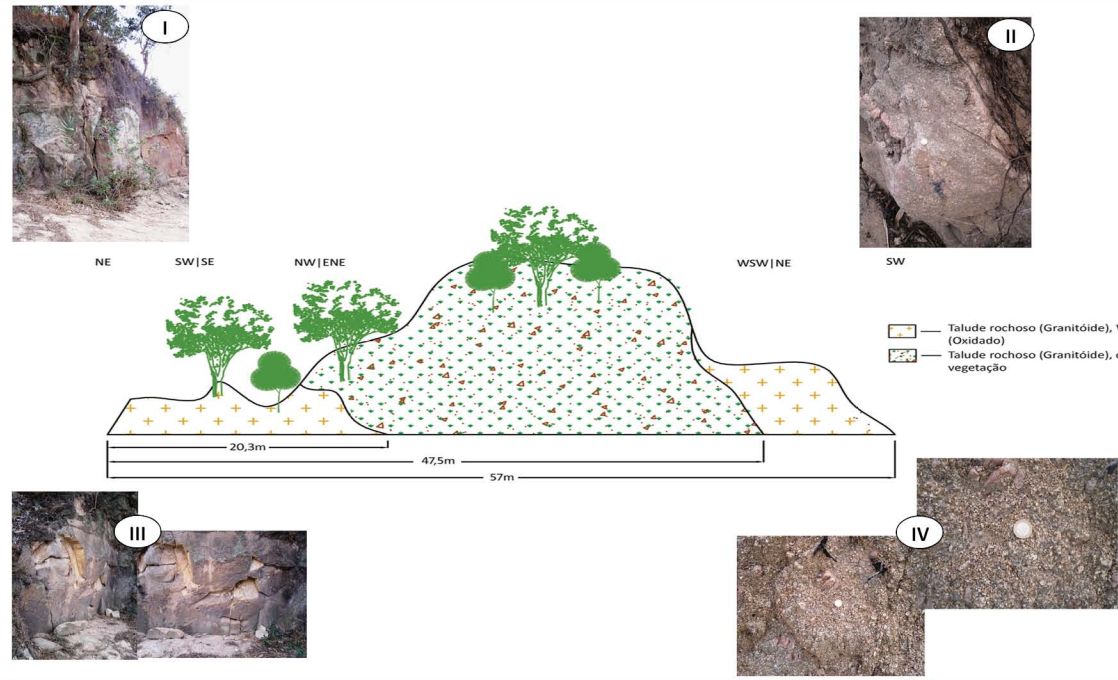 I
II
NE
SW|SE
NW|ENE
WSW|NE
SW
Talude rochoso (Granitóide),
(Oxidado)
Talude rochoso (Granitóide),
vegetação
20,3m
47,5m
57m
III
IV